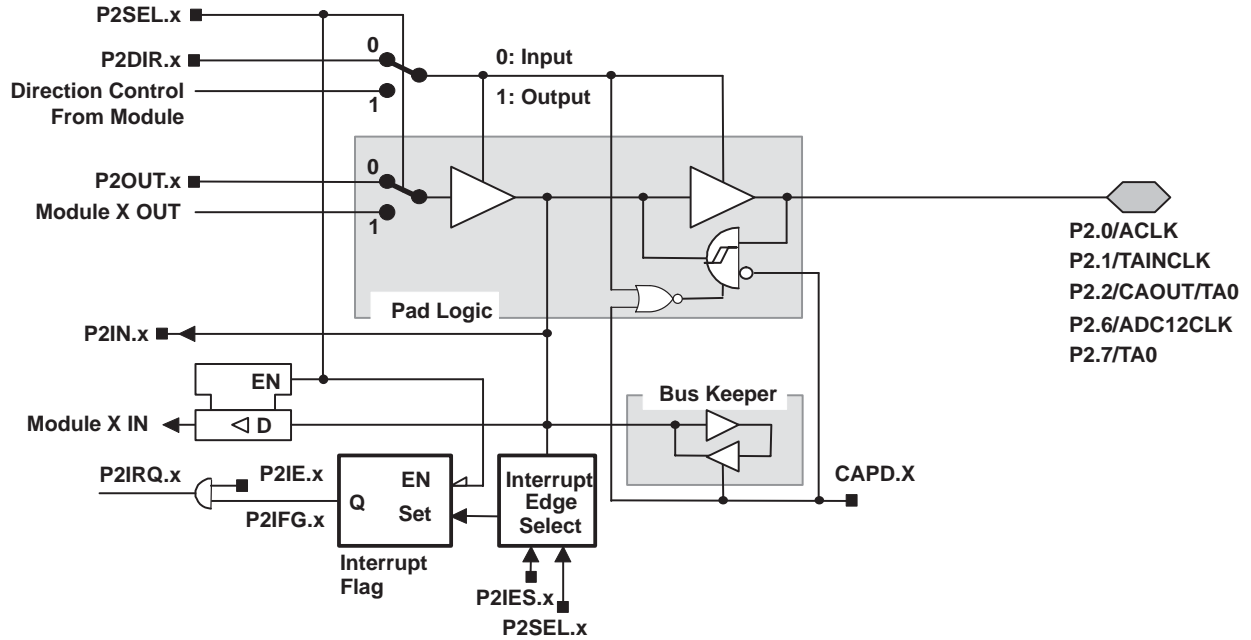 P2SEL.x
P2DIR.x
0
0: Input
Direction Control
From Module
1
1: Output
P2OUT.x
0
Module X OUT
1
P2.0/ACLK
P2.1/TAINCLK
P2.2/CAOUT/TA0
P2.6/ADC12CLK
P2.7/TA0
Pad Logic
P2IN.x
EN
Bus Keeper
Module X IN
D
P2IRQ.x
P2IE.x
P2IFG.x
Q
EN
Set
Interrupt
Edge
Select
CAPD.X
Interrupt
Flag
P2IES.x
P2SEL.x